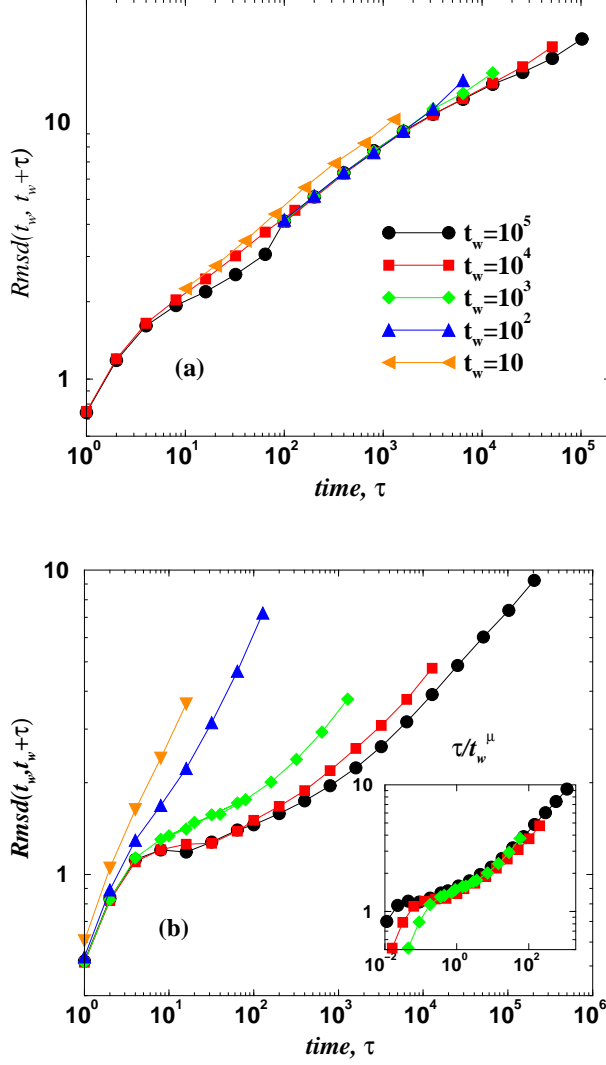 10
1
Rmsd(t_w, t_w+τ)
t_w=10^5
t_w=10^4
t_w=10^3
t_w=10^2
t_w=10
(a)
10^0 10^1 10^2 10^3 10^4 10^5
time, τ
10
1
Rmsd(t_w,t_w+τ)
τ/t_w^μ
10
1
10^-2 10^0 10^2
(b)
10^0 10^1 10^2 10^3 10^4 10^5 10^6
time, τ